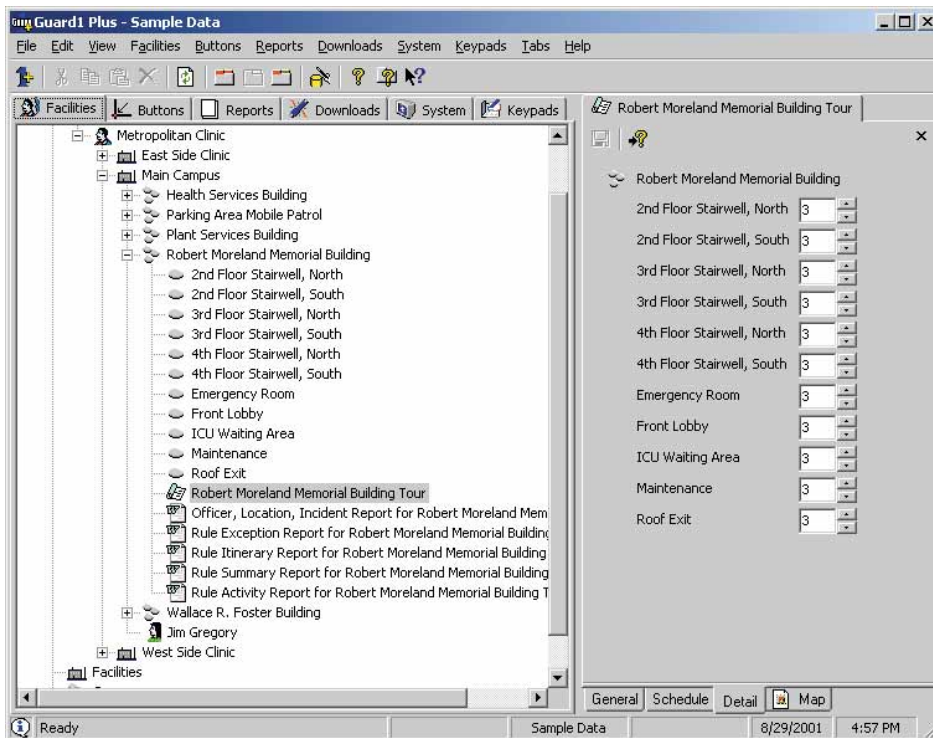 Guard1 Plus - Sample Data
File Edit View Facilities Buttons Reports Downloads System Keypads Tabs Help
Facilities Buttons Reports Downloads System Keypads
Metropolitan Clinic
East Side Clinic
Main Campus
Health Services Building
Parking Area Mobile Patrol
Plant Services Building
Robert Moreland Memorial Building
2nd Floor Stairwell, North
2nd Floor Stairwell, South
3rd Floor Stairwell, North
3rd Floor Stairwell, South
4th Floor Stairwell, North
4th Floor Stairwell, South
Emergency Room
Front Lobby
ICU Waiting Area
Maintenance
Roof Exit
Robert Moreland Memorial Building Tour
Officer, Location, Incident Report for Robert Moreland Mem
Rule Exception Report for Robert Moreland Memorial Building
Rule Itinerary Report for Robert Moreland Memorial Building
Rule Summary Report for Robert Moreland Memorial Building
Rule Activity Report for Robert Moreland Memorial Building T
Wallace R. Foster Building
Jim Gregory
West Side Clinic
Facilities
Robert Moreland Memorial Building Tour
Robert Moreland Memorial Building
2nd Floor Stairwell, North 3
2nd Floor Stairwell, South 3
3rd Floor Stairwell, North 3
3rd Floor Stairwell, South 3
4th Floor Stairwell, North 3
4th Floor Stairwell, South 3
Emergency Room 3
Front Lobby 3
ICU Waiting Area 3
Maintenance 3
Roof Exit 3
General Schedule Detail Map
Ready Sample Data 8/29/2001 4:57 PM